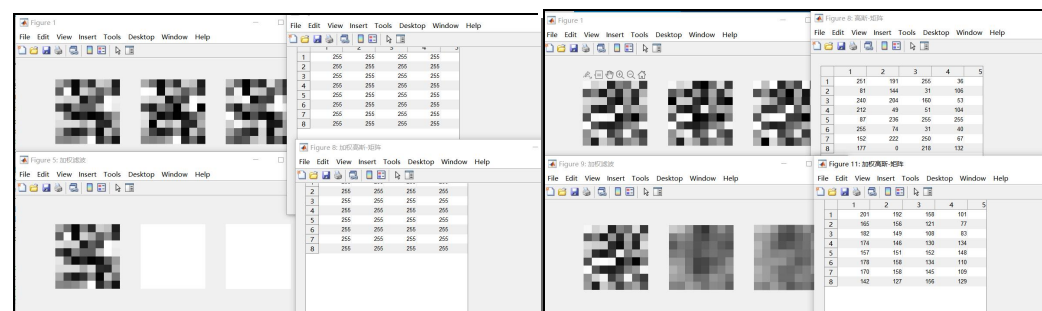 Figure 1
File Edit View Insert Tools Desktop Window Help
File Edit View Insert Tools Desktop Window Help
1 2 3 4 5
1 255 255 255 255
2 255 255 255 255
3 255 255 255 255
4 255 255 255 255
5 255 255 255 255
6 255 255 255 255
7 255 255 255 255
8 255 255 255 255
Figure 5: 加权滤波
File Edit View Insert Tools Desktop Window Help
Figure 8: 加权高斯-矩阵
File Edit View Insert Tools Desktop Window Help
2 255 255 255 255
3 255 255 255 255
4 255 255 255 255
5 255 255 255 255
6 255 255 255 255
7 255 255 255 255
8 255 255 255 255
Figure 1
File Edit View Insert Tools Desktop Window Help
Figure 8: 高斯-矩阵
File Edit View Insert Tools Desktop Window Help
1 2 3 4 5
1 251 191 255 36
2 81 144 31 106
3 240 204 160 53
4 212 49 51 104
5 87 236 255 255
6 255 74 31 40
7 152 222 250 67
8 177 0 218 132
Figure 9: 加权滤波
File Edit View Insert Tools Desktop Window Help
Figure 11: 加权高斯-矩阵
File Edit View Insert Tools Desktop Window Help
1 2 3 4 5
1 201 192 158 101
2 165 156 121 77
3 182 149 108 83
4 174 146 130 134
5 157 151 152 148
6 178 158 134 110
7 170 158 145 109
8 142 127 156 129